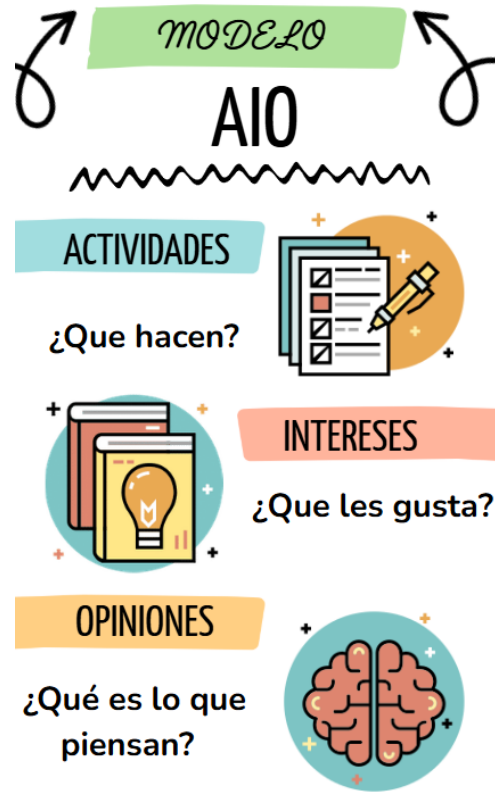 MODELO
AIO
ACTIVIDADES
¿Que hacen?
INTERESES
¿Que les gusta?
OPINIONES
¿Qué es lo que
piensan?